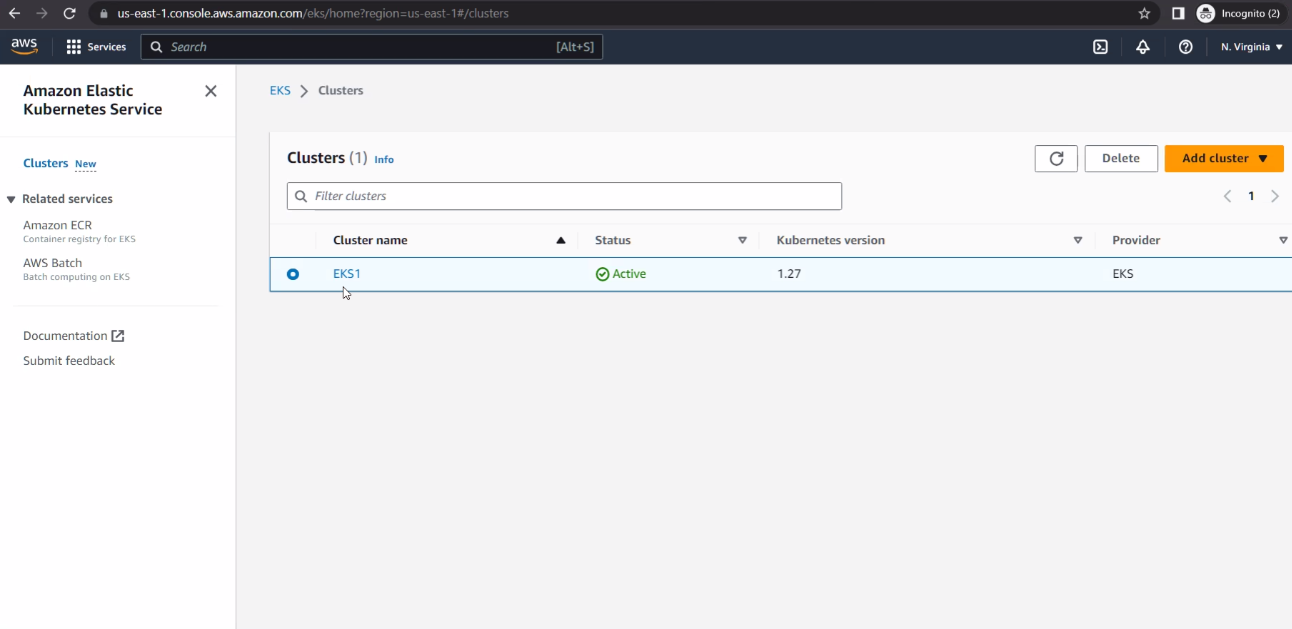 us-east-1.console.aws.amazon.com/eks/home?region=us-east-1#/clusters
Incognito (2)
aws
Services
Search
[Alt+S]
N. Virginia
Amazon Elastic
Kubernetes Service
EKS
Clusters
Clusters New
Related services
Amazon ECR
Container registry for EKS
AWS Batch
Batch computing on EKS
Documentation
Submit feedback
Clusters (1) Info
Delete
Add cluster
Filter clusters
1
Cluster name
Status
Kubernetes version
Provider
EKS1
Active
1.27
EKS